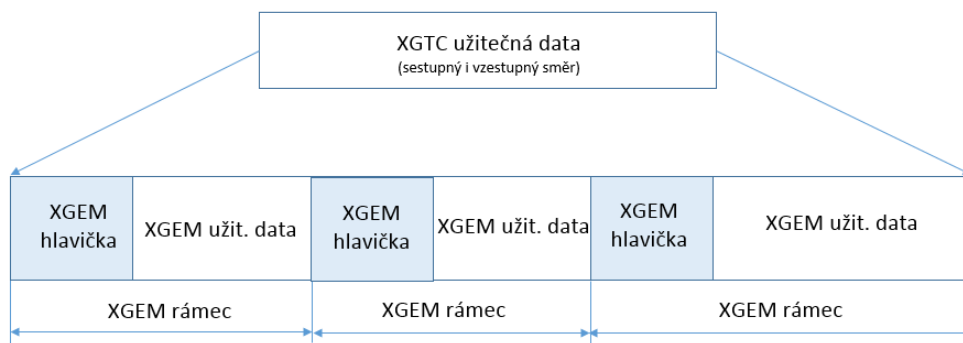 XGTC užitečná data
(sestupný i vzestupný směr)
XGEM
hlavička
XGEM užit. data
XGEM
hlavička
XGEM užit. data
XGEM
hlavička
XGEM užit. data
XGEM rámec
XGEM rámec
XGEM rámec